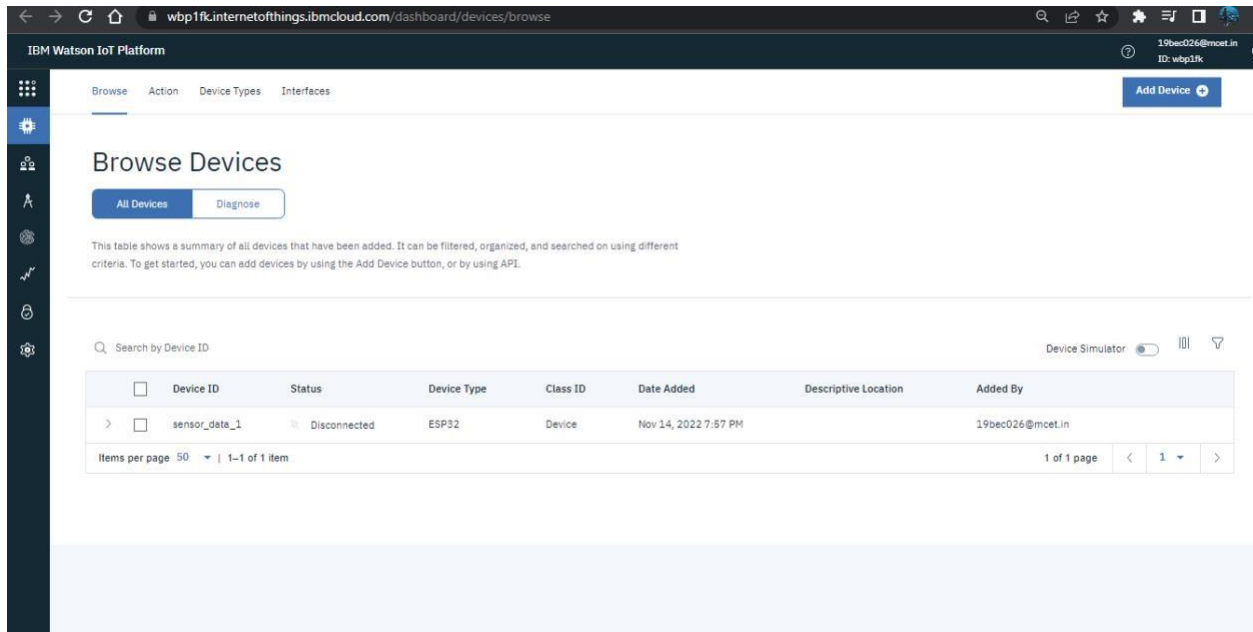 wbp1fk.internetofthings.ibmcloud.com/dashboard/devices/browse
IBM Watson IoT Platform
19bec026@mcet.in
ID: wbp1fk
Browse Action Device Types Interfaces
Add Device
Browse Devices
All Devices Diagnose
This table shows a summary of all devices that have been added. It can be filtered, organized, and searched on using different
criteria. To get started, you can add devices by using the Add Device button, or by using API.
Search by Device ID
Device Simulator
Device ID Status Device Type Class ID Date Added Descriptive Location Added By
sensor_data_1 Disconnected ESP32 Device Nov 14, 2022 7:57 PM 19bec026@mcet.in
Items per page 50 | 1–1 of 1 item 1 of 1 page 1